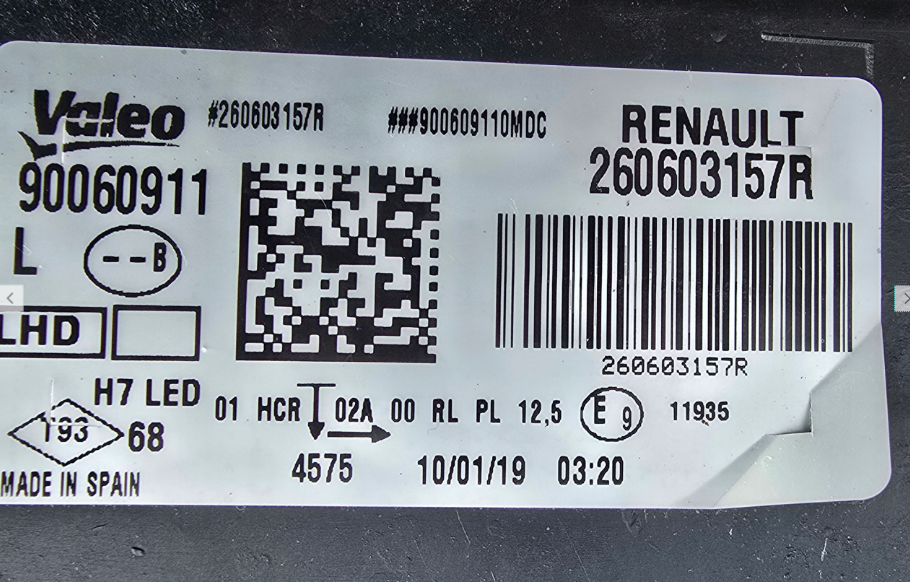 Valeo #260603157R ###900609110MDC RENAULT
90060911 260603157R
L --B
LHD
260603157R
H7 LED 01 HCR 02A 00 RL PL 12,5 E 9 11935
T93 68 4575 10/01/19 03:20
MADE IN SPAIN